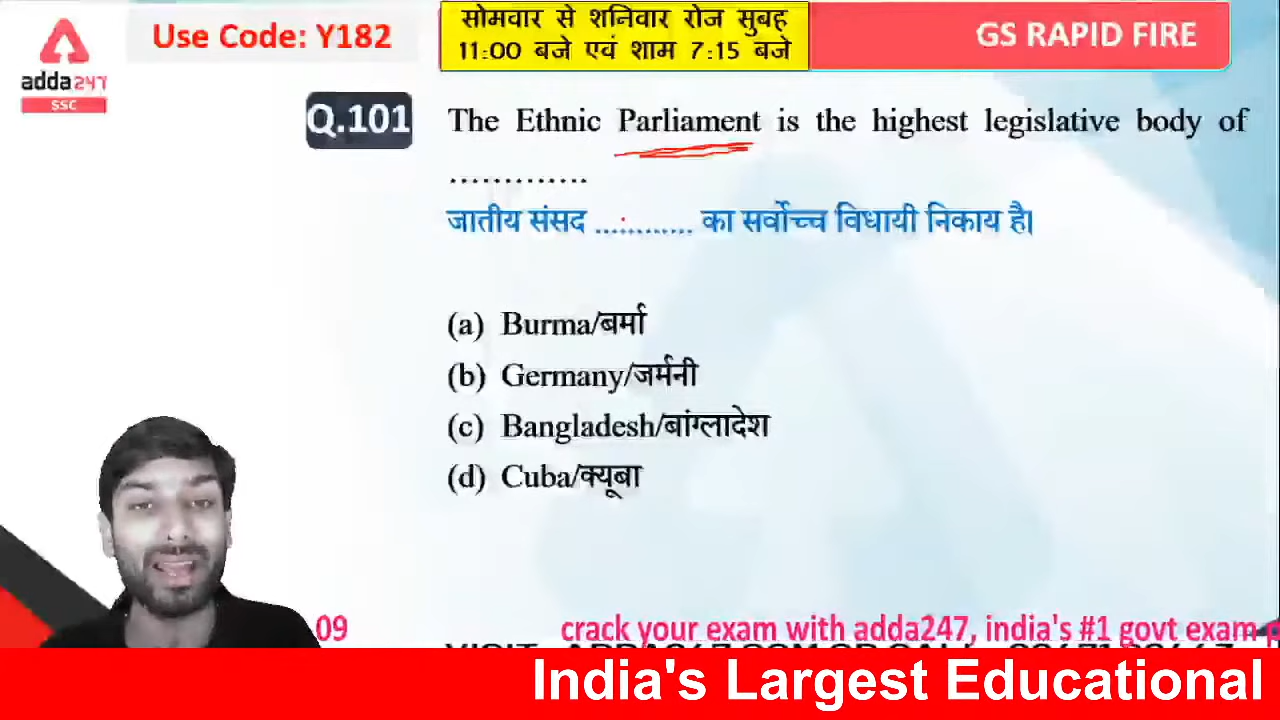 Use Code: Y182
सोमवार से शनिवार रोज सुबह
11:00 बजे एवं शाम 7:15 बजे
GS RAPID FIRE
adda247
SSC
Q.101
The Ethnic Parliament is the highest legislative body of
.............
जातीय संसद ............ का सर्वोच्च विधायी निकाय है।
(a) Burma/बर्मा
(b) Germany/जर्मनी
(c) Bangladesh/बांग्लादेश
(d) Cuba/क्यूबा
09
crack your exam with adda247, india's #1 govt exam
India's Largest Educational